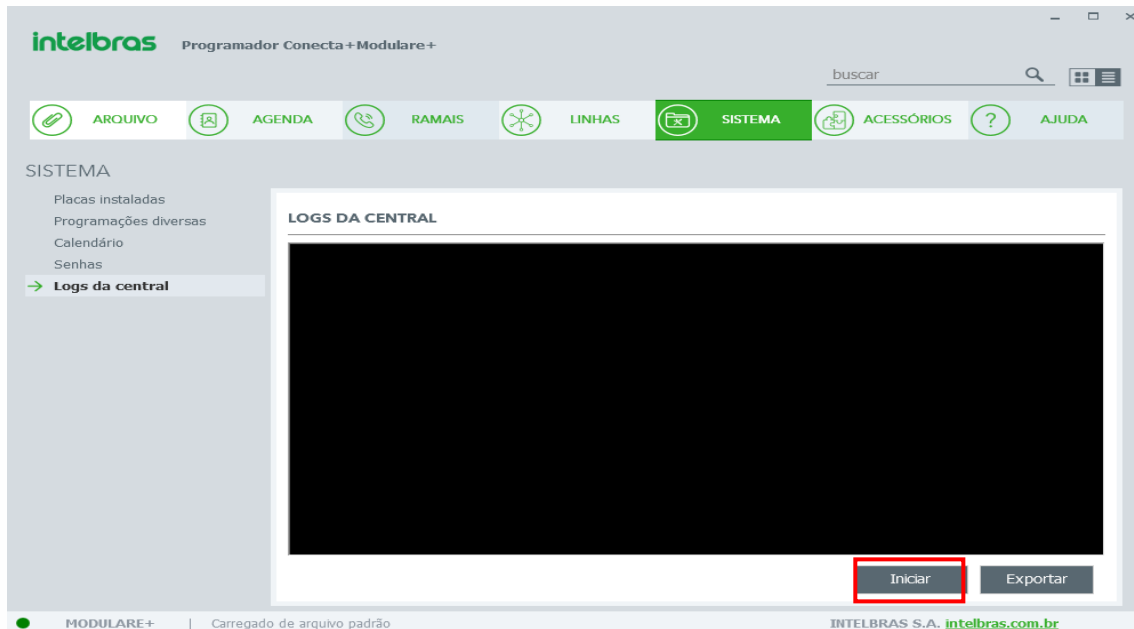 intelbras Programador Conecta+Modulare+
buscar
ARQUIVO AGENDA RAMAIS LINHAS SISTEMA ACESSÓRIOS ? AJUDA
SISTEMA
Placas instaladas
Programações diversas
Calendário
Senhas
Logs da central
LOGS DA CENTRAL
Iniciar Exportar
MODULARE+ | Carregado de arquivo padrão INTELBRAS S.A. intelbras.com.br